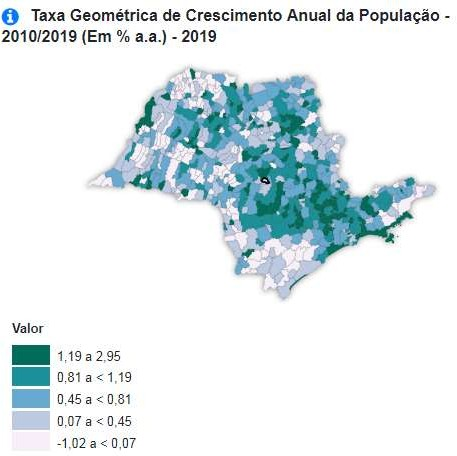 Taxa Geométrica de Crescimento Anual da População -
2010/2019 (Em % a.a.) - 2019
Valor
1,19 a 2,95
0,81 a < 1,19
0,45 a < 0,81
0,07 a < 0,45
-1,02 a < 0,07